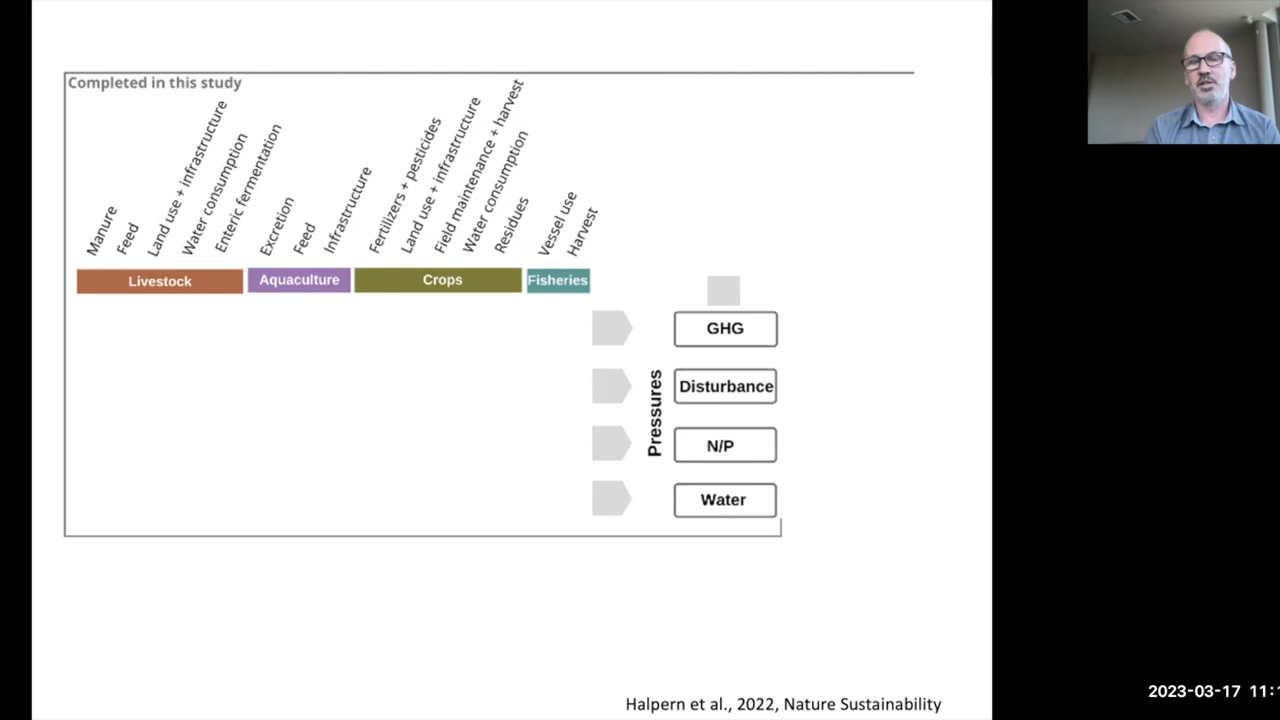 Completed in this study
Manure
Feed
Land use + infrastructure
Water consumption
Enteric fermentation
Excretion
Feed
Infrastructure
Fertilizers + pesticides
Land use + infrastructure
Field maintenance + harvest
Water consumption
Residues
Vessel use
Harvest
Livestock
Aquaculture
Crops
Fisheries
Pressures
GHG
Disturbance
N/P
Water
Halpern et al., 2022, Nature Sustainability
2023-03-17 11: